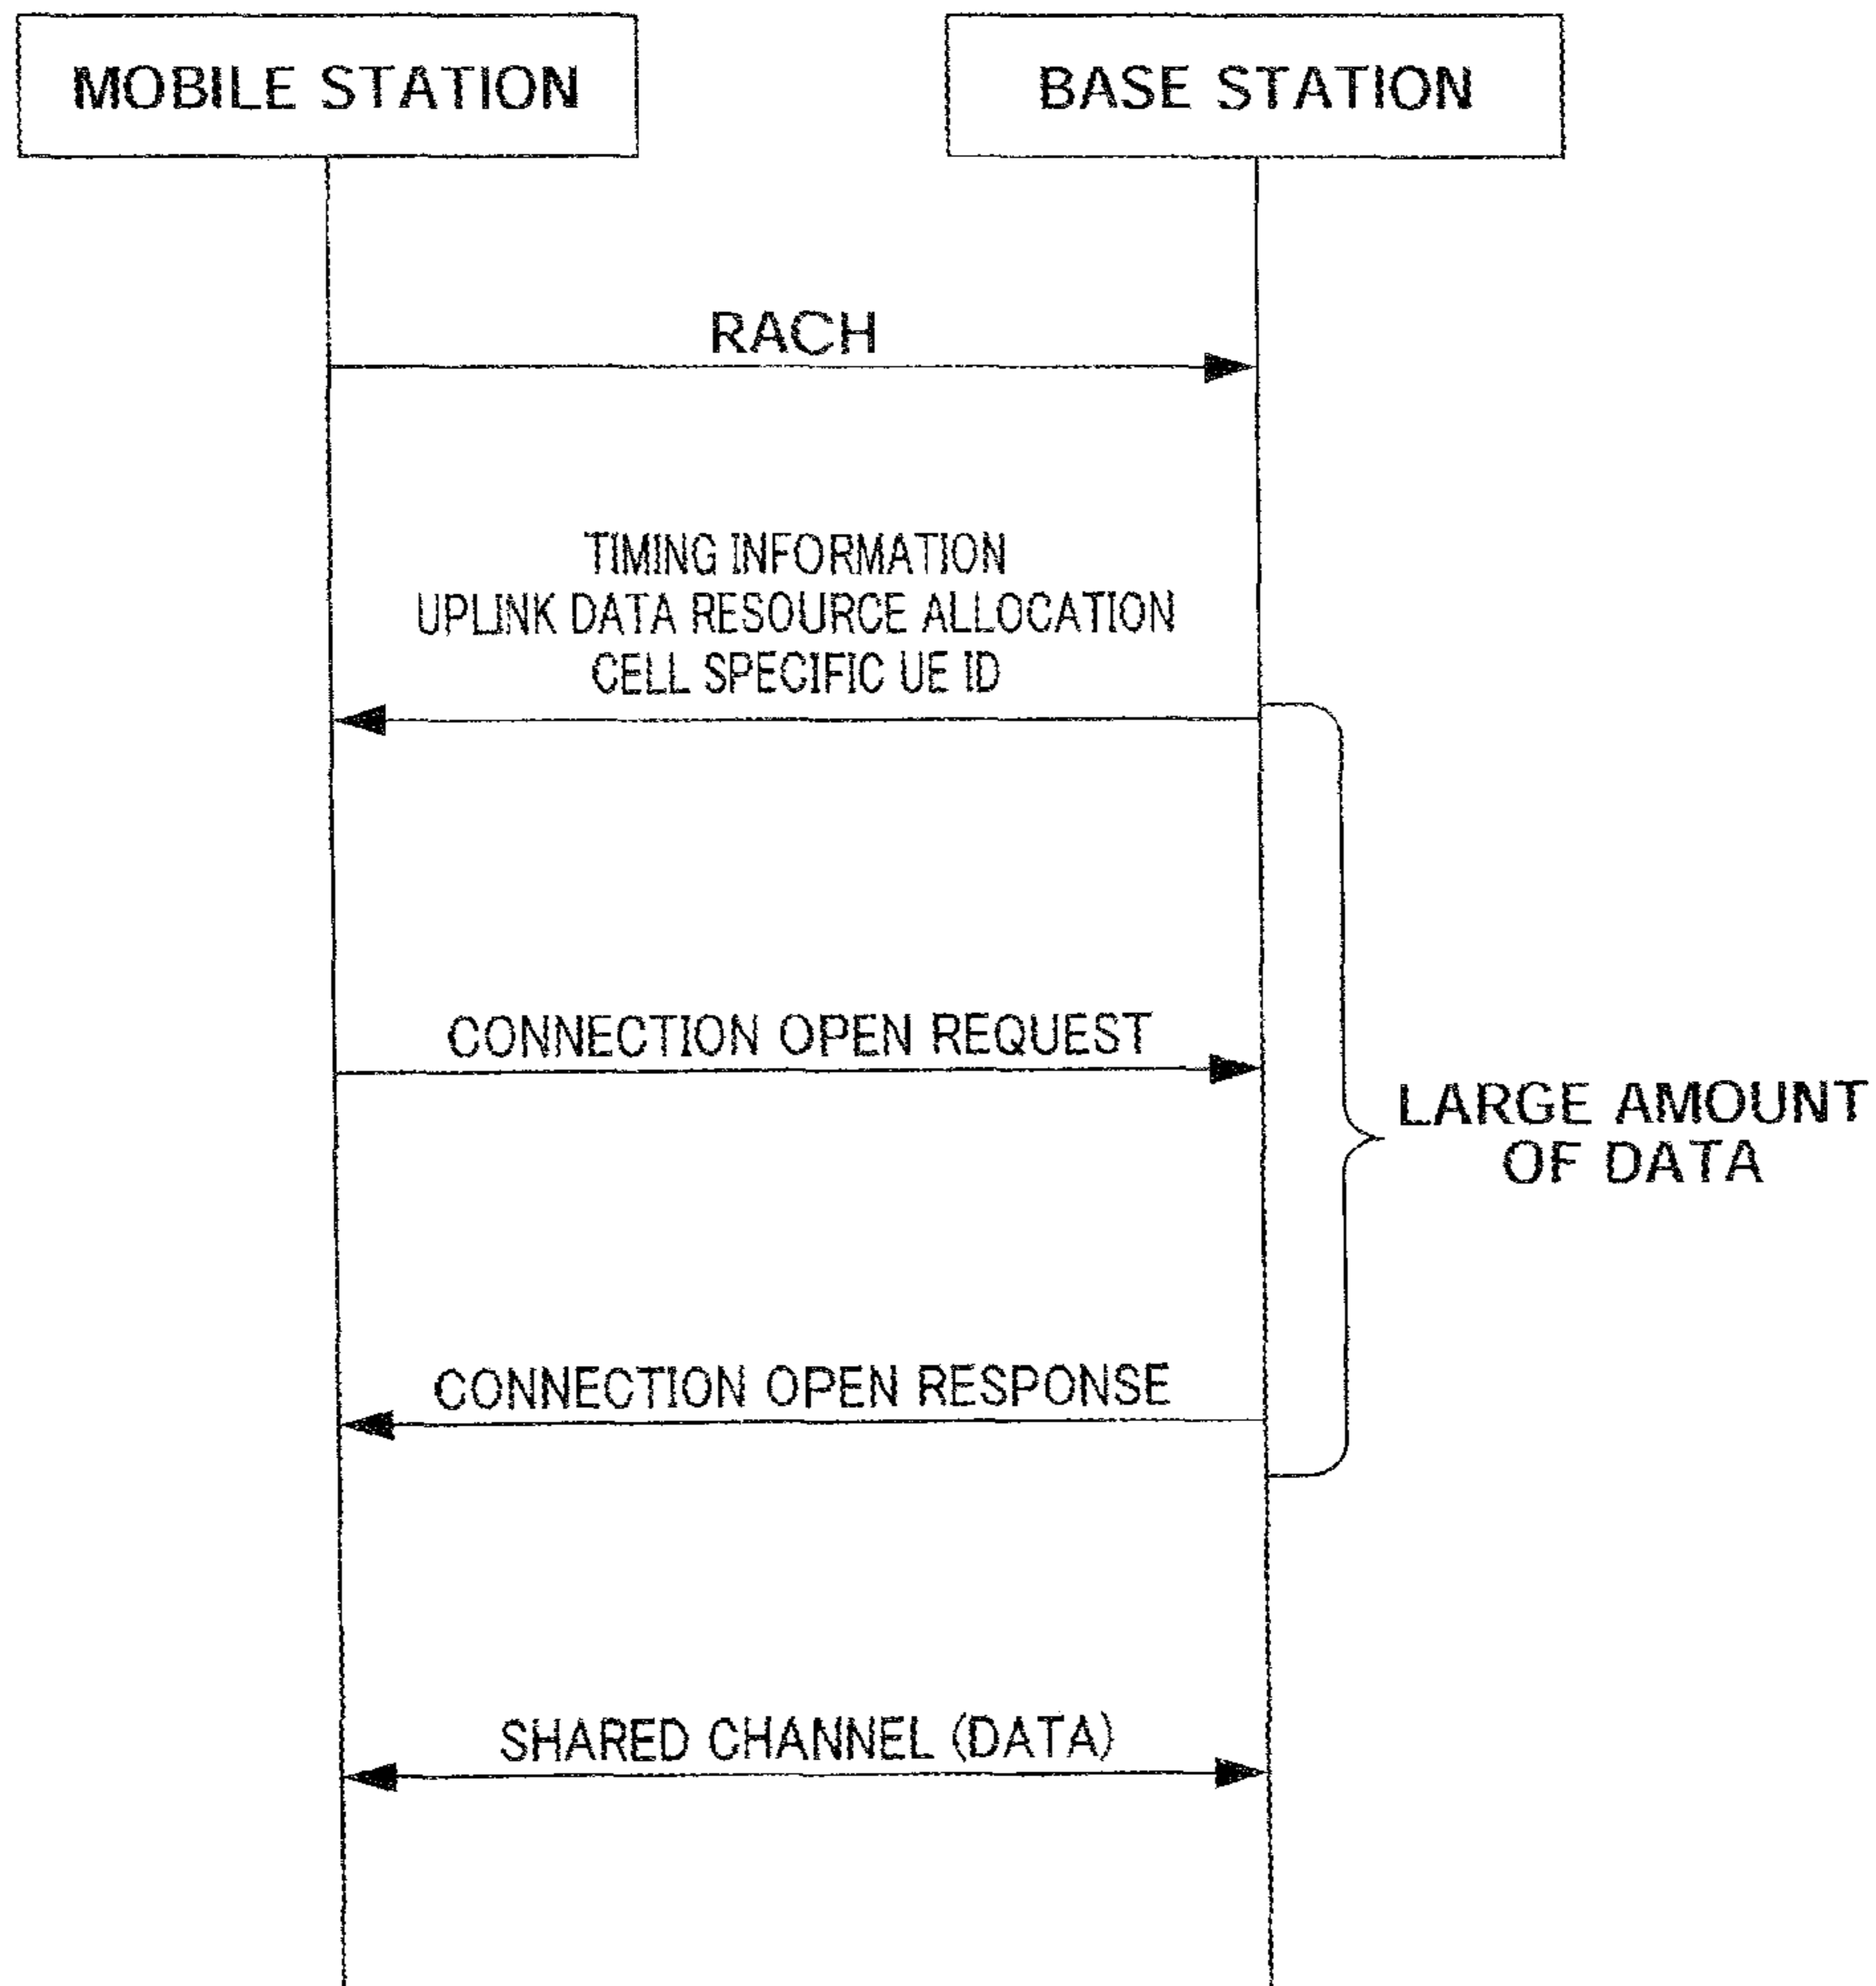 MOBILE STATION
BASE STATION
RACH
TIMING INFORMATION
UPLINK DATA RESOURCE ALLOCATION
CELL SPECIFIC UE ID
CONNECTION OPEN REQUEST
LARGE AMOUNT
OF DATA
CONNECTION OPEN RESPONSE
SHARED CHANNEL (DATA)